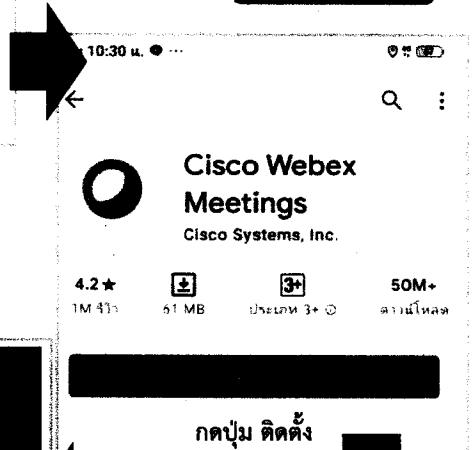 10:30 น.
Cisco Webex
Meetings
Cisco Systems, Inc.
4.2★
3+
50M+
1M รีวิว
61 MB
ประเภท 3+
ดาวน์โหลด
กดปุ่ม ติดตั้ง